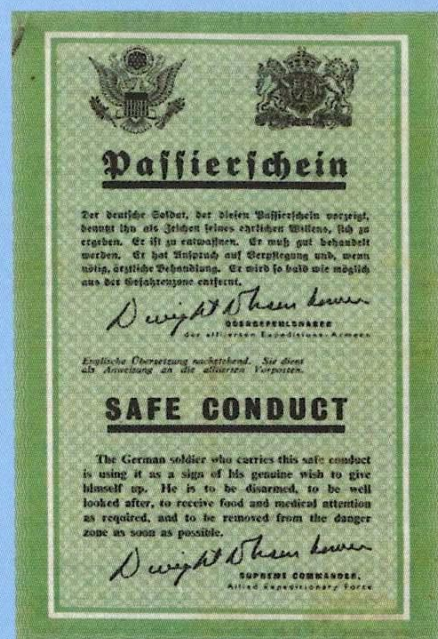 Passierschein
Der deutsche Soldat, der diesen Passierschein vorzeigt,
benutzt ihn als Zeichen seines ehrlichen Willens, sich zu
ergeben. Er ist zu entwaffnen. Er muß gut behandelt
werden. Er hat Anspruch auf Verpflegung und, wenn
nötig, ärztliche Behandlung. Er wird so bald wie möglich
aus der Gefahrenzone entfernt.
Dwight D Eisenhower
OBERBEFEHLSHABER
der alliierten Expeditions-Armeen
Englische Übersetzung nachstehend. Sie dient
als Anweisung an die alliierten Vorposten.
SAFE CONDUCT
The German soldier who carries this safe conduct
is using it as a sign of his genuine wish to give
himself up. He is to be disarmed, to be well
looked after, to receive food and medical attention
as required, and to be removed from the danger
zone as soon as possible.
Dwight D Eisenhower
SUPREME COMMANDER,
Allied Expeditionary Force